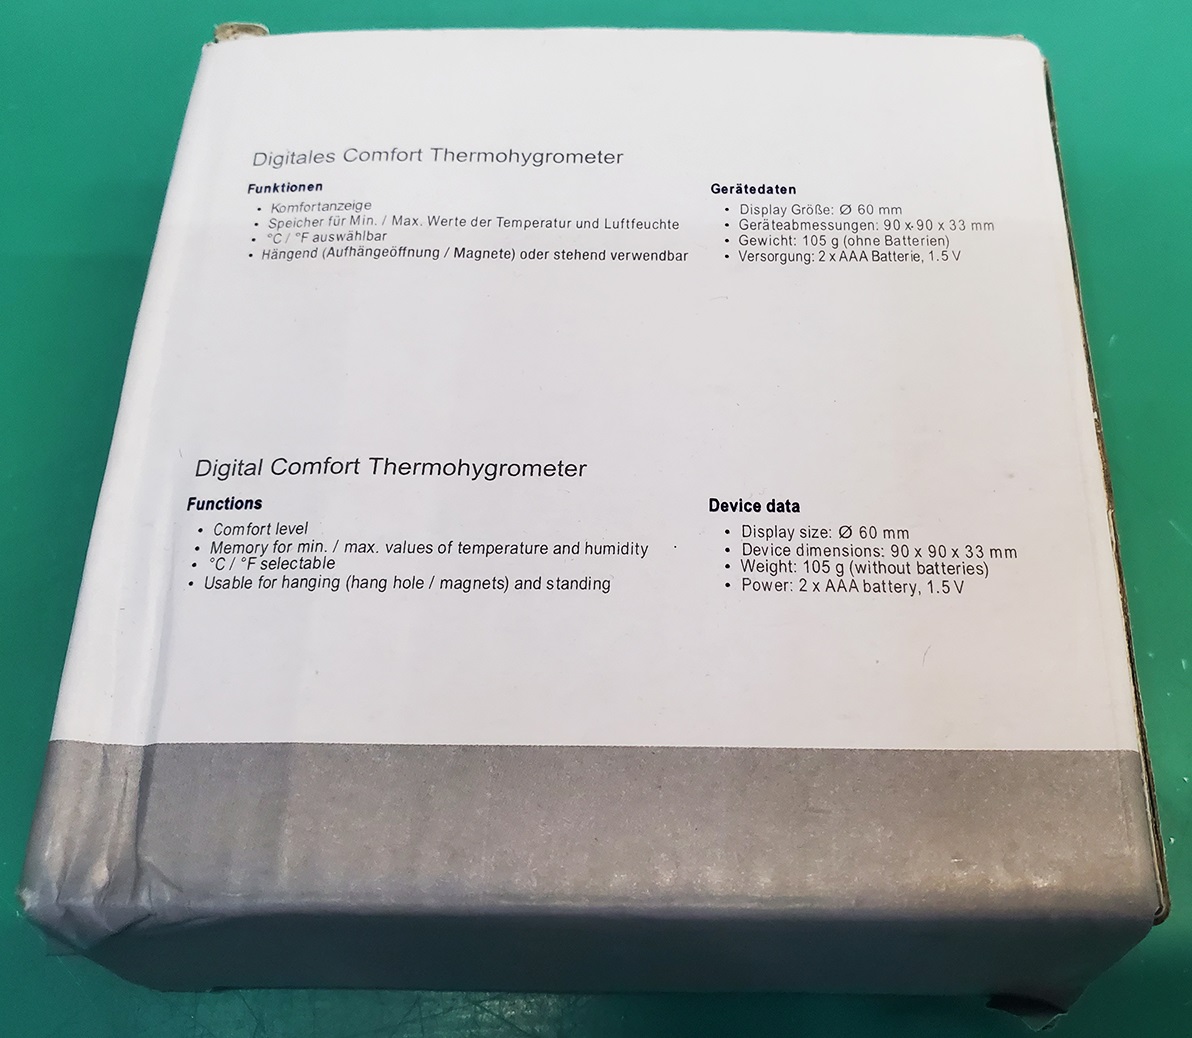 Digitales Comfort Thermohygrometer
Funktionen
• Komfortanzeige
• Speicher für Min. / Max. Werte der Temperatur und Luftfeuchte
• °C / °F auswählbar
• Hängend (Aufhängeöffnung / Magnete) oder stehend verwendbar
Gerätedaten
• Display Größe: Ø 60 mm
• Geräteabmessungen: 90 x 90 x 33 mm
• Gewicht: 105 g (ohne Batterien)
• Versorgung: 2 x AAA Batterie, 1.5 V
Digital Comfort Thermohygrometer
Functions
• Comfort level
• Memory for min. / max. values of temperature and humidity
• °C / °F selectable
• Usable for hanging (hang hole / magnets) and standing
Device data
• Display size: Ø 60 mm
• Device dimensions: 90 x 90 x 33 mm
• Weight: 105 g (without batteries)
• Power: 2 x AAA battery, 1.5 V